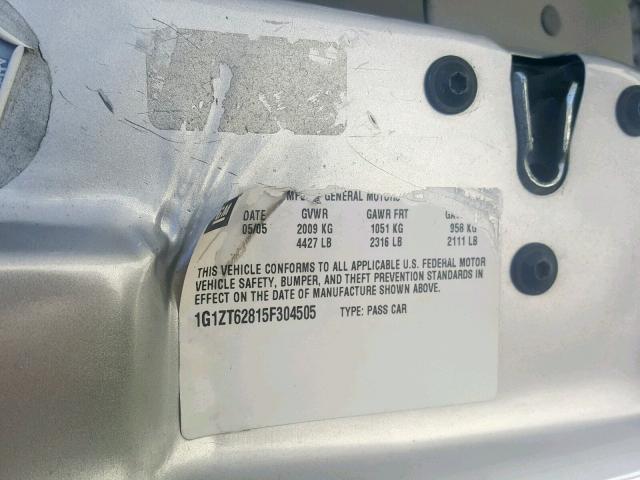 GENERAL MOTORS
GM
DATE GVWR GAWR FRT
05/05 2009 KG 1051 KG 958 KG
4427 LB 2316 LB 2111 LB
THIS VEHICLE CONFORMS TO ALL APPLICABLE U.S. FEDERAL MOTOR
VEHICLE SAFETY, BUMPER, AND THEFT PREVENTION STANDARDS IN
EFFECT ON THE DATE OF MANUFACTURE SHOWN ABOVE.
1G1ZT62815F304505 TYPE: PASS CAR